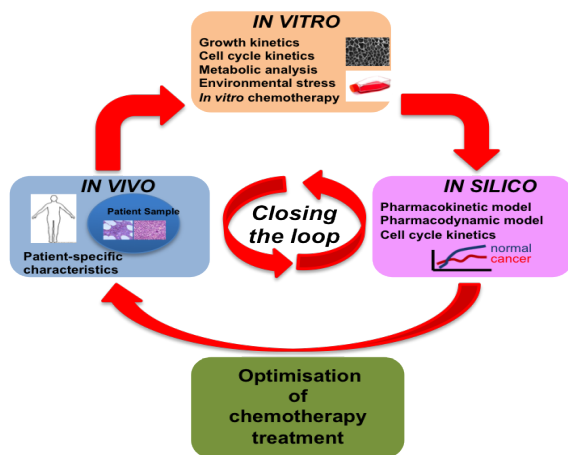 IN VITRO
Growth kinetics
Cell cycle kinetics
Metabolic analysis
Environmental stress
In vitro chemotherapy
IN VIVO
Patient Sample
Patient-specific
characteristics
Closing
the loop
IN SILICO
Pharmacokinetic model
Pharmacodynamic model
Cell cycle kinetics
normal
cancer
Optimisation
of
chemotherapy
treatment